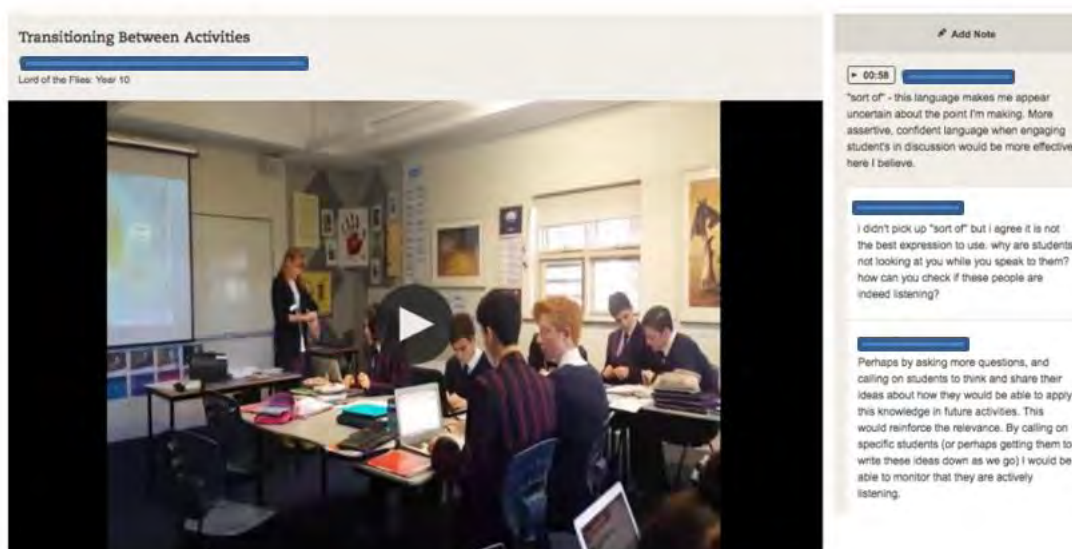 Transitioning Between Activities
Lord of the Flies: Year 10
Add Note
00:58
"sort of" - this language makes me appear
uncertain about the point I'm making. More
assertive, confident language when engaging
student's in discussion would be more effective
here I believe.
i didn't pick up "sort of" but i agree it is not
the best expression to use. why are students
not looking at you while you speak to them?
how can you check if these people are
indeed listening?
Perhaps by asking more questions, and
calling on students to think and share their
ideas about how they would be able to apply
this knowledge in future activities. This
would reinforce the relevance. By calling on
specific students (or perhaps getting them to
write these ideas down as we go) I would be
able to monitor that they are actively
listening.